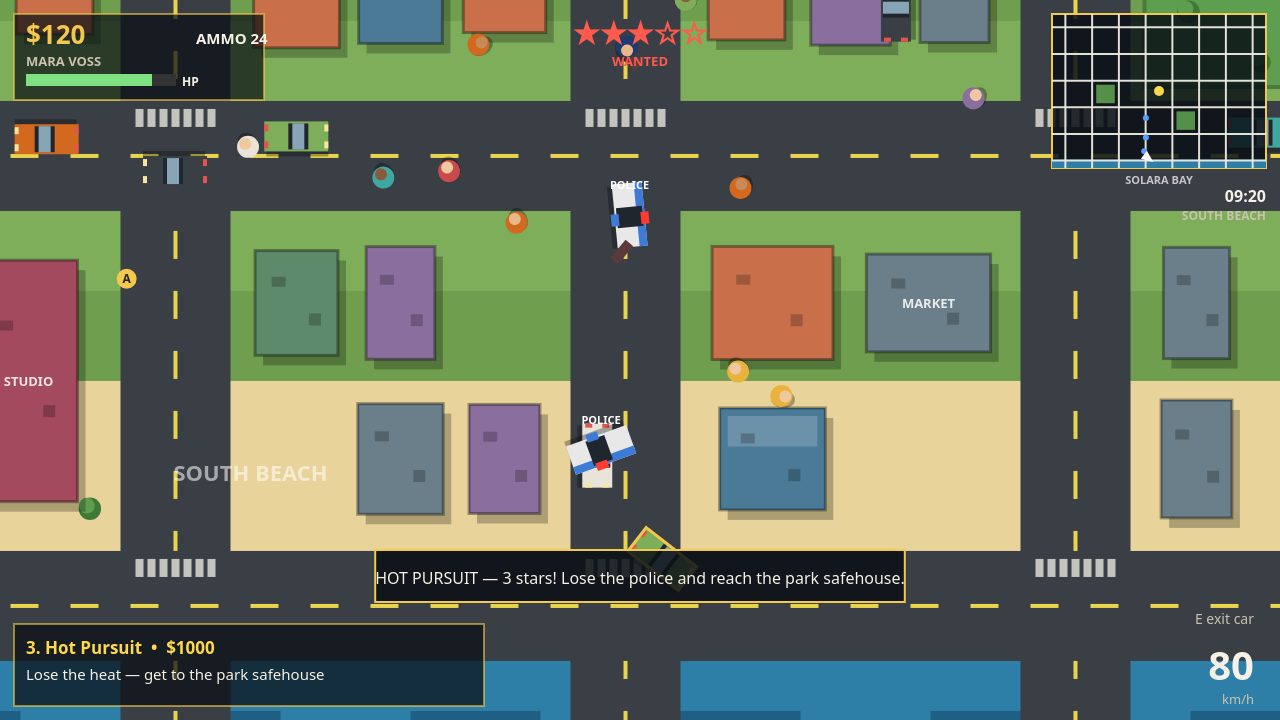 $120
AMMO 24
MARA VOSS
HP
★★★☆☆
WANTED
SOLARA BAY
09:20
SOUTH BEACH
POLICE
A
MARKET
STUDIO
POLICE
SOUTH BEACH
HOT PURSUIT — 3 stars! Lose the police and reach the park safehouse.
3. Hot Pursuit • $1000
Lose the heat — get to the park safehouse
E exit car
80
km/h